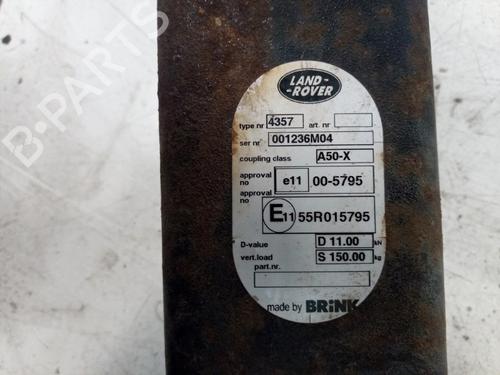 LAND-
-ROVER
type nr 4357 art. nr
ser nr 001236M04
coupling class A50-X
approval no e11 00-5795
approval no E11 55R015795
D-value D 11.00 kN
vert.load S 150.00 kg
part.nr.
made by BRINK
B-PARTS